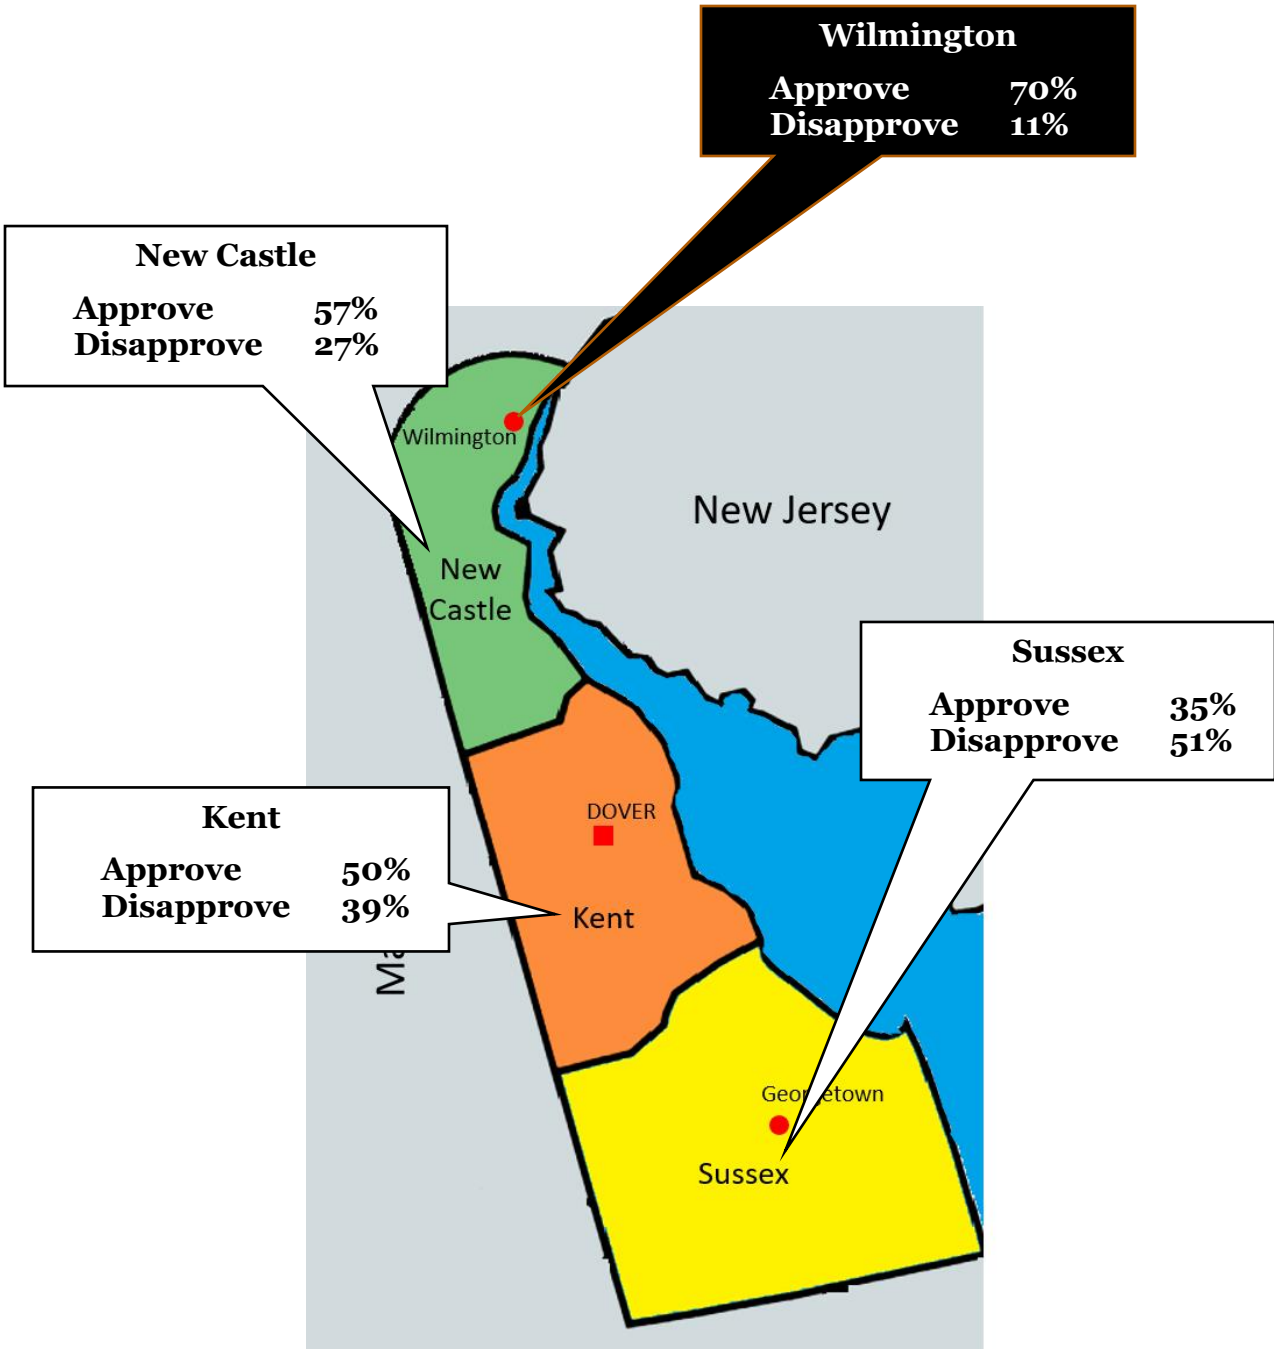 Wilmington
Approve 70%
Disapprove 11%
New Castle
Approve 57%
Disapprove 27%
Wilmington
New Jersey
New
Castle
Sussex
Approve 35%
Disapprove 51%
DOVER
Kent
Approve 50%
Disapprove 39%
Kent
Georgetown
Sussex